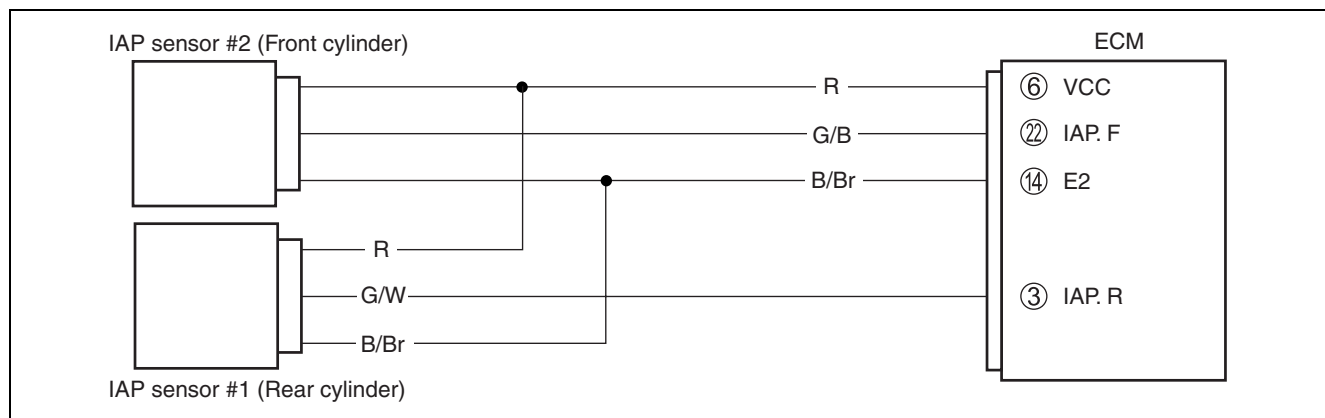 IAP sensor #2 (Front cylinder)
ECM
R
⑥ VCC
G/B
㉒ IAP. F
B/Br
⑭ E2
R
G/W
③ IAP. R
B/Br
IAP sensor #1 (Rear cylinder)